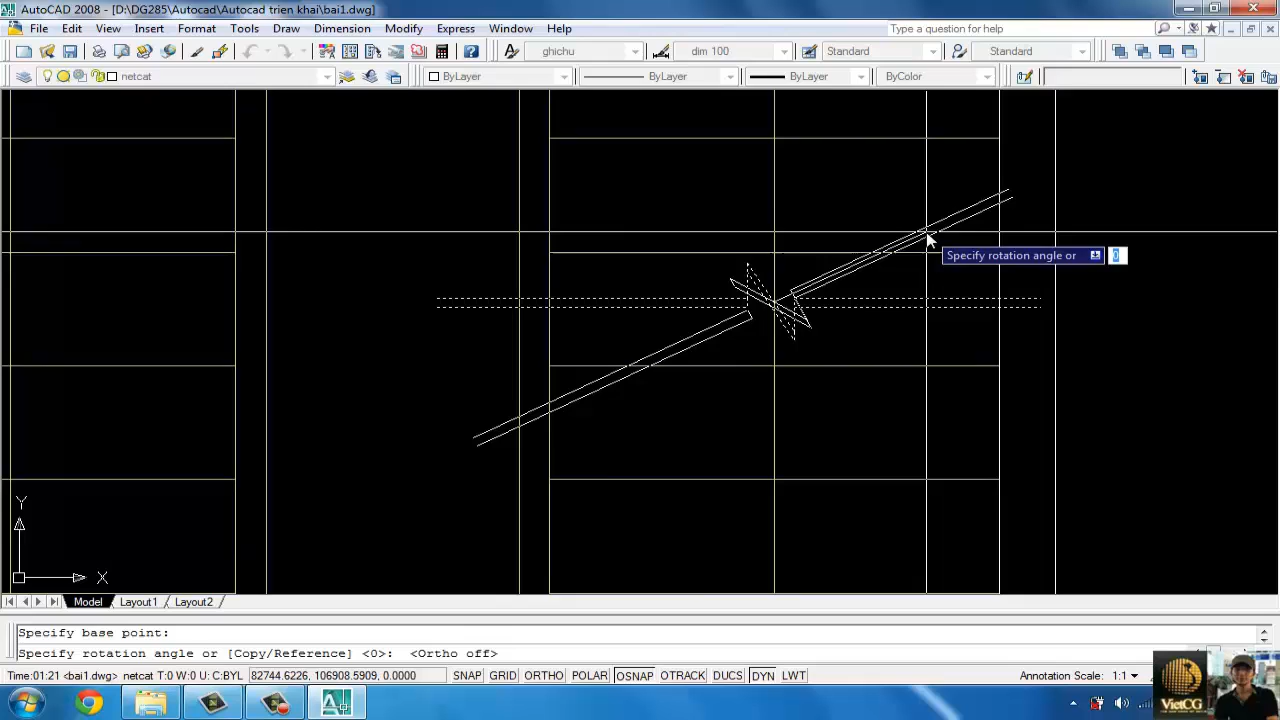 AutoCAD 2008 - [D:\DG285\Autocad\Autocad trien khai\bai1.dwg]
File Edit View Insert Format Tools Draw Dimension Modify Express Window Help
Type a question for help
ghichu dim 100 Standard Standard
netcat ByLayer ByLayer ByLayer ByColor
Specify rotation angle or 0
Y
X
Model Layout1 Layout2
Specify base point:
Specify rotation angle or [Copy/Reference] <0>: <Ortho off>
Time:01:21 <bai1.dwg> netcat T:0 W:0 U: C:BYL 82744.6226, 106908.5909, 0.0000 SNAP GRID ORTHO POLAR OSNAP OTRACK DUCS DYN LWT Annotation Scale: 1:1
VietCG